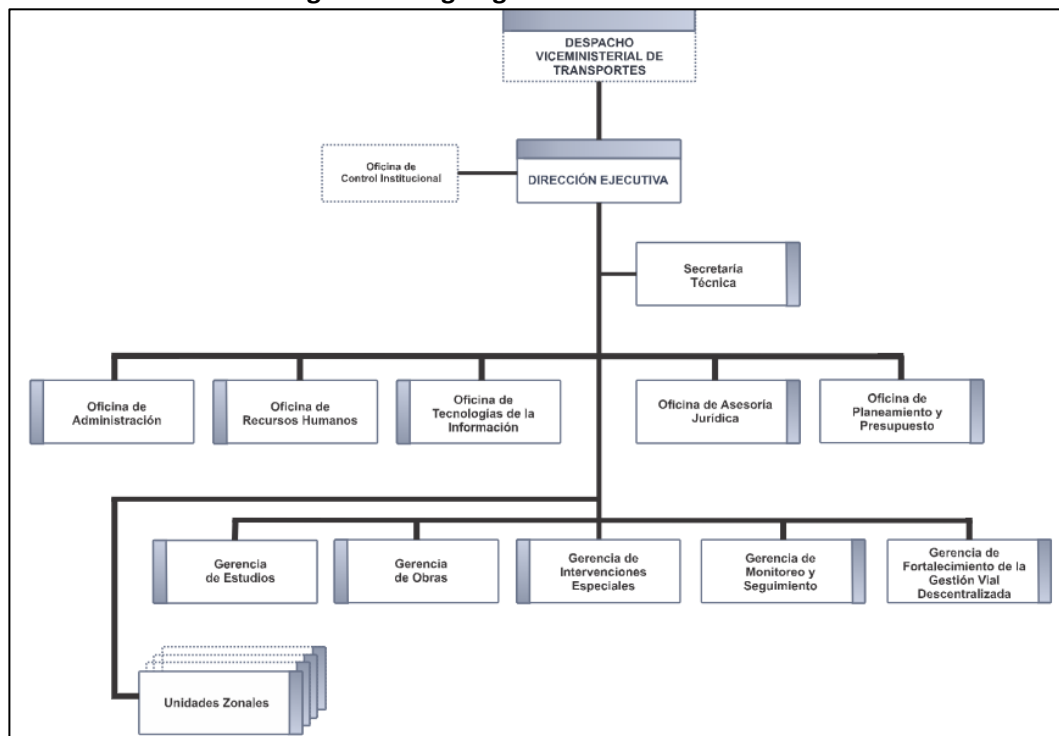 DESPACHO
VICEMINISTERIAL DE
TRANSPORTES
Oficina de
Control Institucional
DIRECCIÓN EJECUTIVA
Secretaría
Técnica
Oficina de
Administración
Oficina de
Recursos Humanos
Oficina de
Tecnologías de la
Información
Oficina de Asesoría
Jurídica
Oficina de
Planeamiento y
Presupuesto
Gerencia
de Estudios
Gerencia
de Obras
Gerencia de
Intervenciones
Especiales
Gerencia de
Monitoreo y
Seguimiento
Gerencia de
Fortalecimiento de la
Gestión Vial
Descentralizada
Unidades Zonales